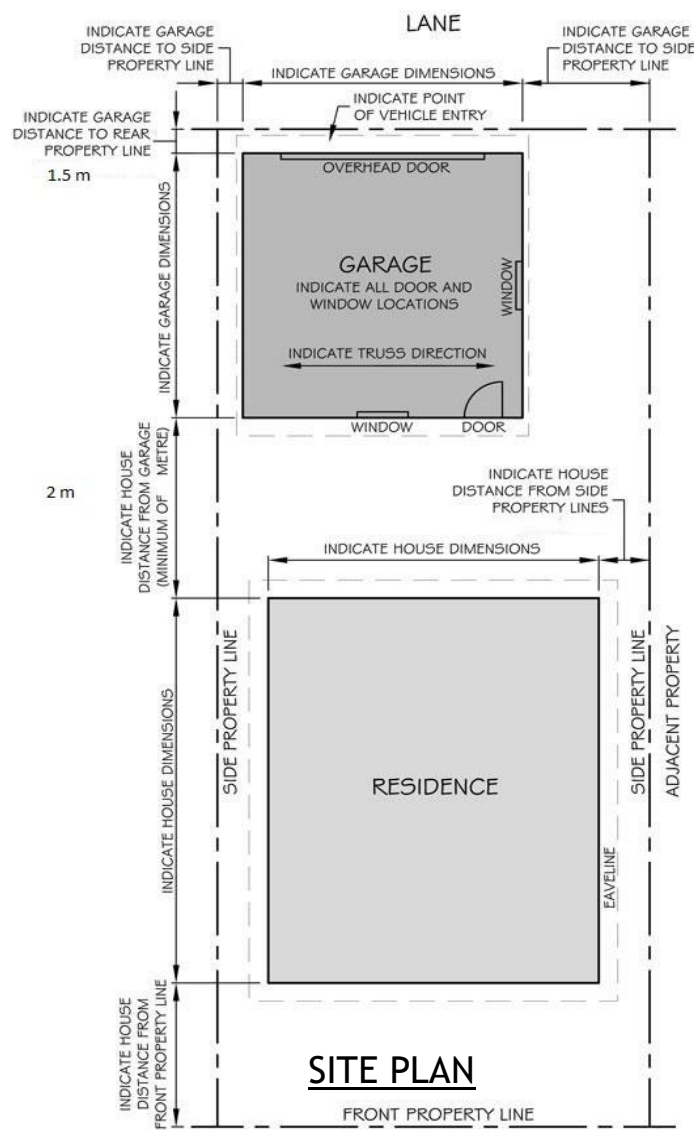 LANE
INDICATE GARAGE
DISTANCE TO SIDE
PROPERTY LINE
INDICATE GARAGE DIMENSIONS
INDICATE GARAGE
DISTANCE TO SIDE
PROPERTY LINE
INDICATE POINT
OF VEHICLE ENTRY
INDICATE GARAGE
DISTANCE TO REAR
PROPERTY LINE
1.5 m
OVERHEAD DOOR
INDICATE GARAGE DIMENSIONS
GARAGE
INDICATE ALL DOOR AND
WINDOW LOCATIONS
WINDOW
INDICATE TRUSS DIRECTION
WINDOW
DOOR
2 m
INDICATE HOUSE
DISTANCE FROM GARAGE
(MINIMUM OF METRE)
INDICATE HOUSE
DISTANCE FROM SIDE
PROPERTY LINES
INDICATE HOUSE DIMENSIONS
INDICATE HOUSE DIMENSIONS
SIDE PROPERTY LINE
RESIDENCE
EAVELINE
SIDE PROPERTY LINE
ADJACENT PROPERTY
INDICATE HOUSE
DISTANCE FROM
FRONT PROPERTY LINE
SITE PLAN
FRONT PROPERTY LINE